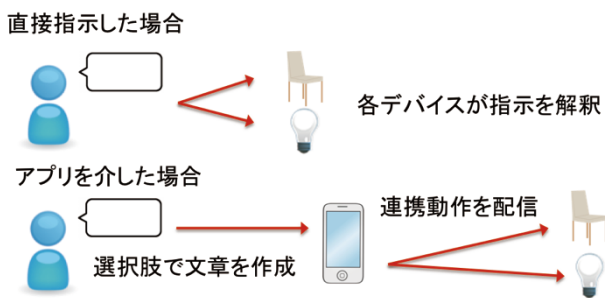 直接指示した場合
各デバイスが指示を解釈
アプリを介した場合
連携動作を配信
選択肢で文章を作成